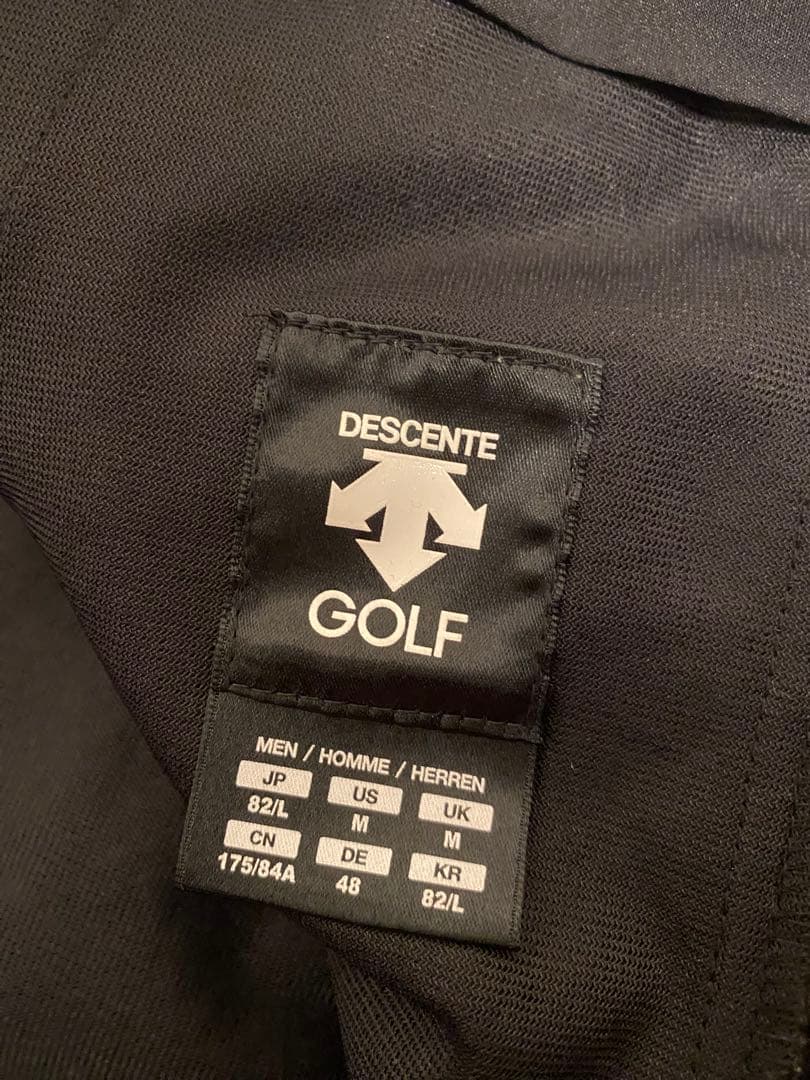 DESCENTE
GOLF
MEN / HOMME / HERREN
JP US UK
82/L M M
CN DE KR
175/84A 48 82/L